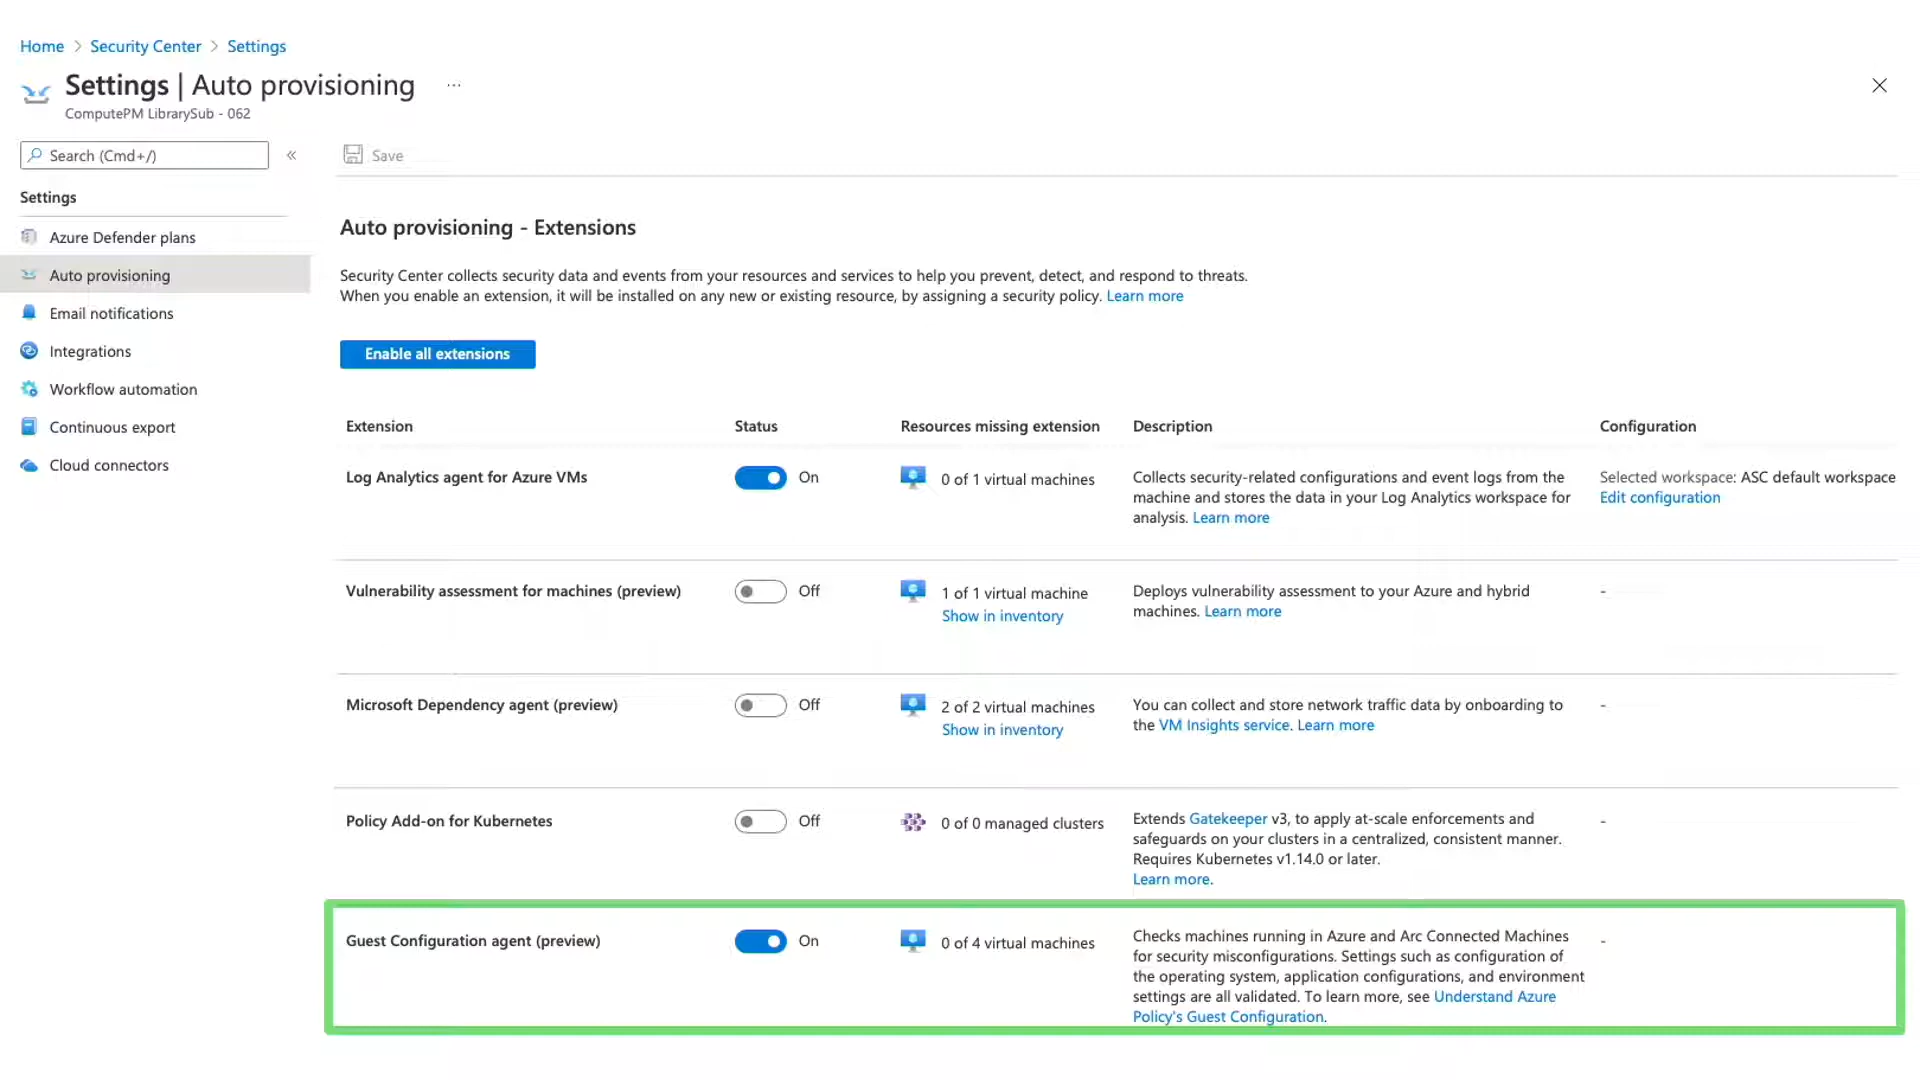 Home > Security Center > Settings
Settings | Auto provisioning ...
ComputePM LibrarySub - 062
Search (Cmd+/) «
Save
Settings
Azure Defender plans
Auto provisioning
Email notifications
Integrations
Workflow automation
Continuous export
Cloud connectors
Auto provisioning - Extensions
Security Center collects security data and events from your resources and services to help you prevent, detect, and respond to threats.
When you enable an extension, it will be installed on any new or existing resource, by assigning a security policy. Learn more
Enable all extensions
Extension Status Resources missing extension Description Configuration
Log Analytics agent for Azure VMs On 0 of 1 virtual machines
Collects security-related configurations and event logs from the
machine and stores the data in your Log Analytics workspace for
analysis. Learn more
Selected workspace: ASC default workspace
Edit configuration
Vulnerability assessment for machines (preview) Off 1 of 1 virtual machine
Show in inventory
Deploys vulnerability assessment to your Azure and hybrid
machines. Learn more
-
Microsoft Dependency agent (preview) Off 2 of 2 virtual machines
Show in inventory
You can collect and store network traffic data by onboarding to
the VM Insights service. Learn more
-
Policy Add-on for Kubernetes Off 0 of 0 managed clusters
Extends Gatekeeper v3, to apply at-scale enforcements and
safeguards on your clusters in a centralized, consistent manner.
Requires Kubernetes v1.14.0 or later.
Learn more.
-
Guest Configuration agent (preview) On 0 of 4 virtual machines
Checks machines running in Azure and Arc Connected Machines
for security misconfigurations. Settings such as configuration of
the operating system, application configurations, and environment
settings are all validated. To learn more, see Understand Azure
Policy's Guest Configuration.
-